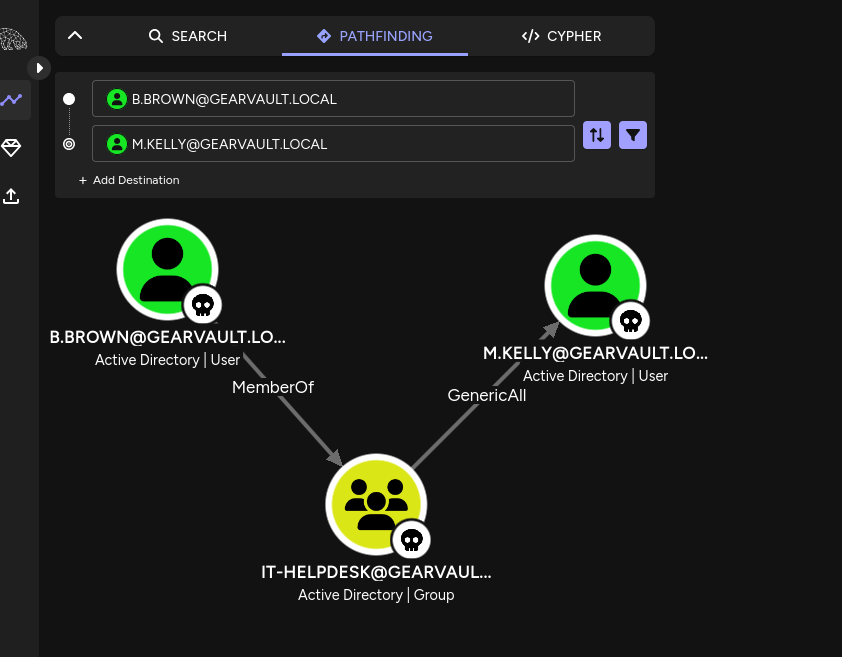 SEARCH
PATHFINDING
</> CYPHER
B.BROWN@GEARVAULT.LOCAL
M.KELLY@GEARVAULT.LOCAL
+ Add Destination
B.BROWN@GEARVAULT.LO...
Active Directory | User
M.KELLY@GEARVAULT.LO...
Active Directory | User
MemberOf
GenericAll
IT-HELPDESK@GEARVAUL...
Active Directory | Group